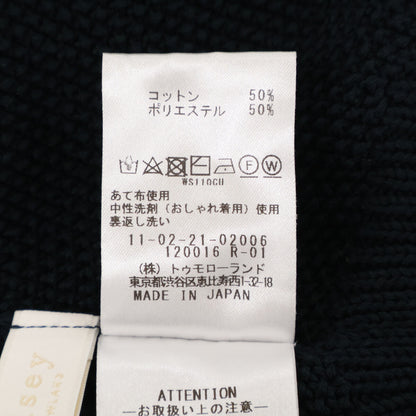 コットン 50%
ポリエステル 50%
F W
WS110GH
あて布使用
中性洗剤（おしゃれ着用）使用
裏返し洗い
11-02-21-02006
120016 R-01
（株）トゥモローランド
東京都渋谷区恵比寿西1-32-18
MADE IN JAPAN
ATTENTION
―お取扱い上の注意―